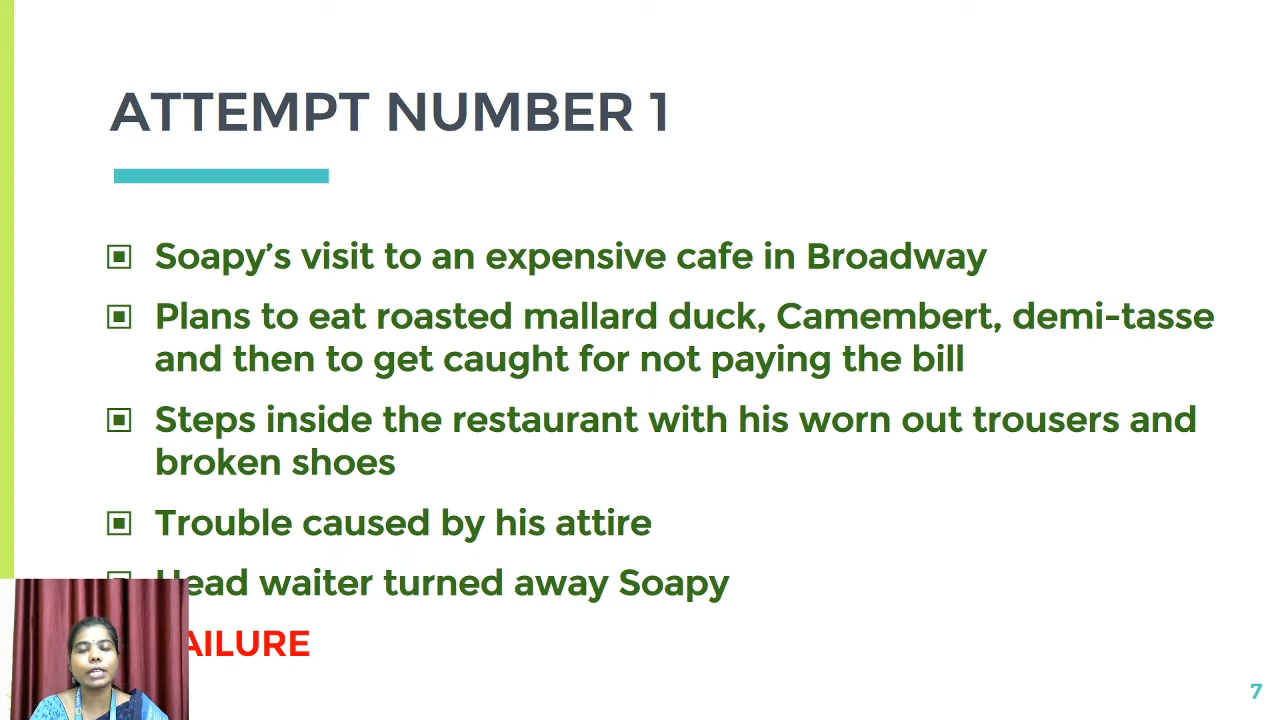 ATTEMPT NUMBER 1
Soapy's visit to an expensive cafe in Broadway
Plans to eat roasted mallard duck, Camembert, demi-tasse
and then to get caught for not paying the bill
Steps inside the restaurant with his worn out trousers and
broken shoes
Trouble caused by his attire
Head waiter turned away Soapy
FAILURE
7